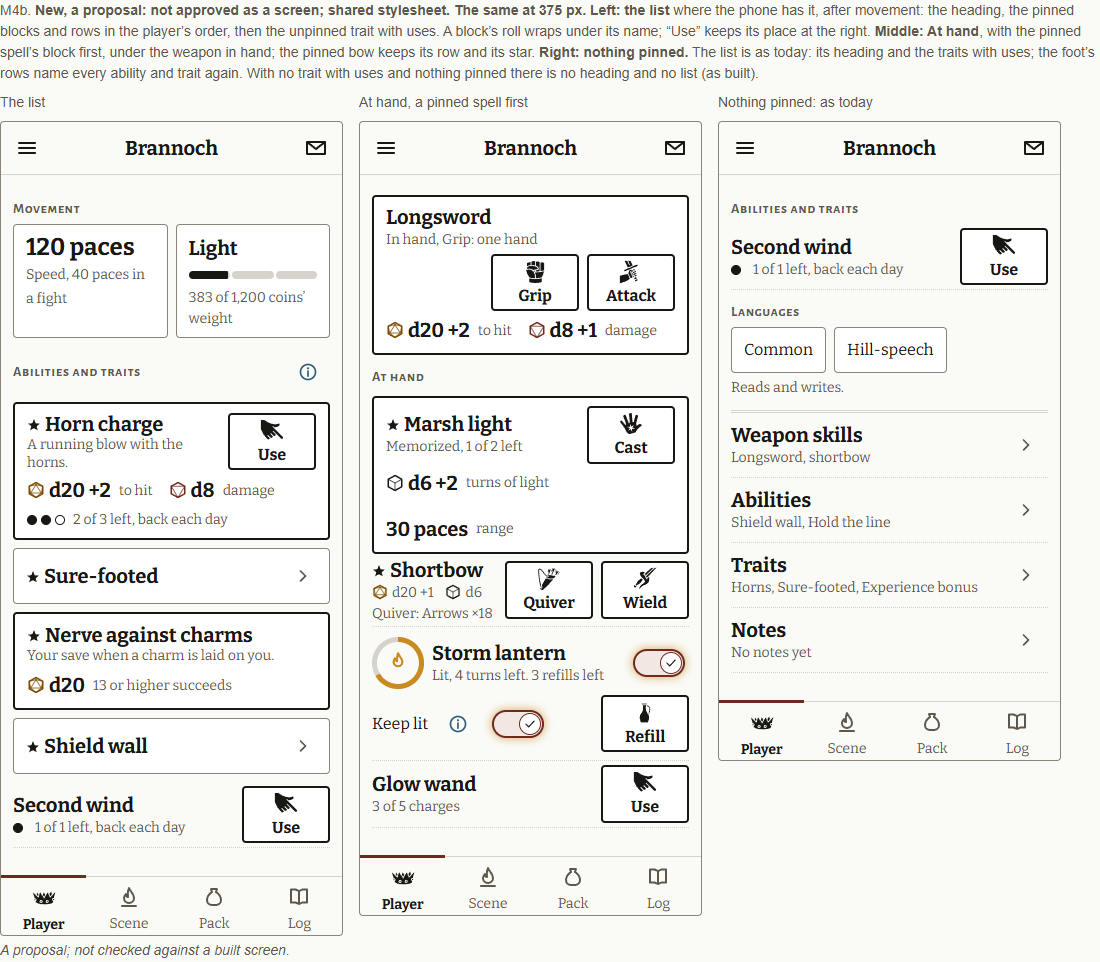 M4b. New, a proposal: not approved as a screen; shared stylesheet. The same at 375 px. Left: the list where the phone has it, after movement: the heading, the pinned
blocks and rows in the player's order, then the unpinned trait with uses. A block's roll wraps under its name; “Use” keeps its place at the right. Middle: At hand, with the pinned
spell's block first, under the weapon in hand; the pinned bow keeps its row and its star. Right: nothing pinned. The list is as today: its heading and the traits with uses; the foot's
rows name every ability and trait again. With no trait with uses and nothing pinned there is no heading and no list (as built).
The list
Brannoch
MOVEMENT
120 paces
Speed, 40 paces in
a fight
Light
383 of 1,200 coins’
weight
ABILITIES AND TRAITS
★ Horn charge
A running blow with the
horns.
Use
d20 +2 to hit d8 damage
2 of 3 left, back each day
★ Sure-footed
★ Nerve against charms
Your save when a charm is laid on you.
d20 13 or higher succeeds
★ Shield wall
Second wind
1 of 1 left, back each day
Use
Player Scene Pack Log
A proposal; not checked against a built screen.
At hand, a pinned spell first
Brannoch
Longsword
In hand, Grip: one hand
Grip Attack
d20 +2 to hit d8 +1 damage
AT HAND
★ Marsh light
Memorized, 1 of 2 left
Cast
d6 +2 turns of light
30 paces range
★ Shortbow
d20 +1 d6
Quiver: Arrows ×18
Quiver Wield
Storm lantern
Lit, 4 turns left. 3 refills left
Keep lit
Refill
Glow wand
3 of 5 charges
Use
Player Scene Pack Log
Nothing pinned: as today
Brannoch
ABILITIES AND TRAITS
Second wind
1 of 1 left, back each day
Use
LANGUAGES
Common Hill-speech
Reads and writes.
Weapon skills
Longsword, shortbow
Abilities
Shield wall, Hold the line
Traits
Horns, Sure-footed, Experience bonus
Notes
No notes yet
Player Scene Pack Log